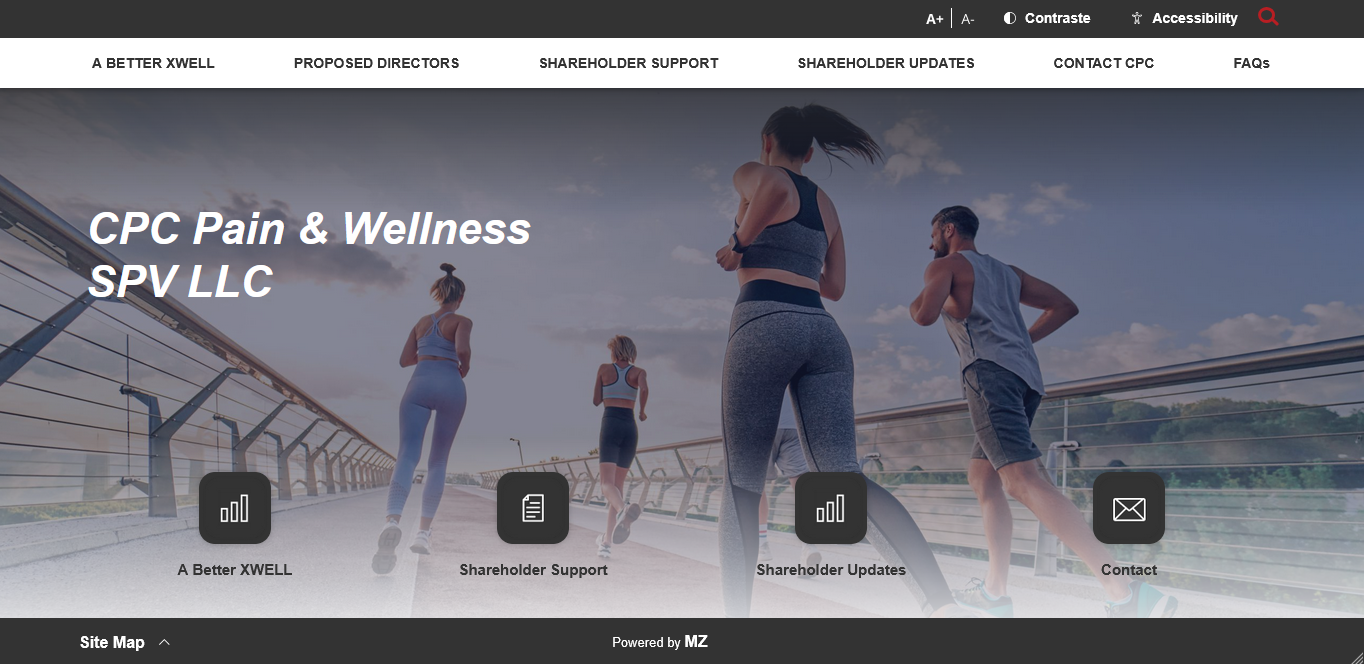 A+ A- Contraste Accessibility
A BETTER XWELL PROPOSED DIRECTORS SHAREHOLDER SUPPORT SHAREHOLDER UPDATES CONTACT CPC FAQs
CPC Pain & Wellness
SPV LLC
A Better XWELL Shareholder Support Shareholder Updates Contact
Site Map Powered by MZ